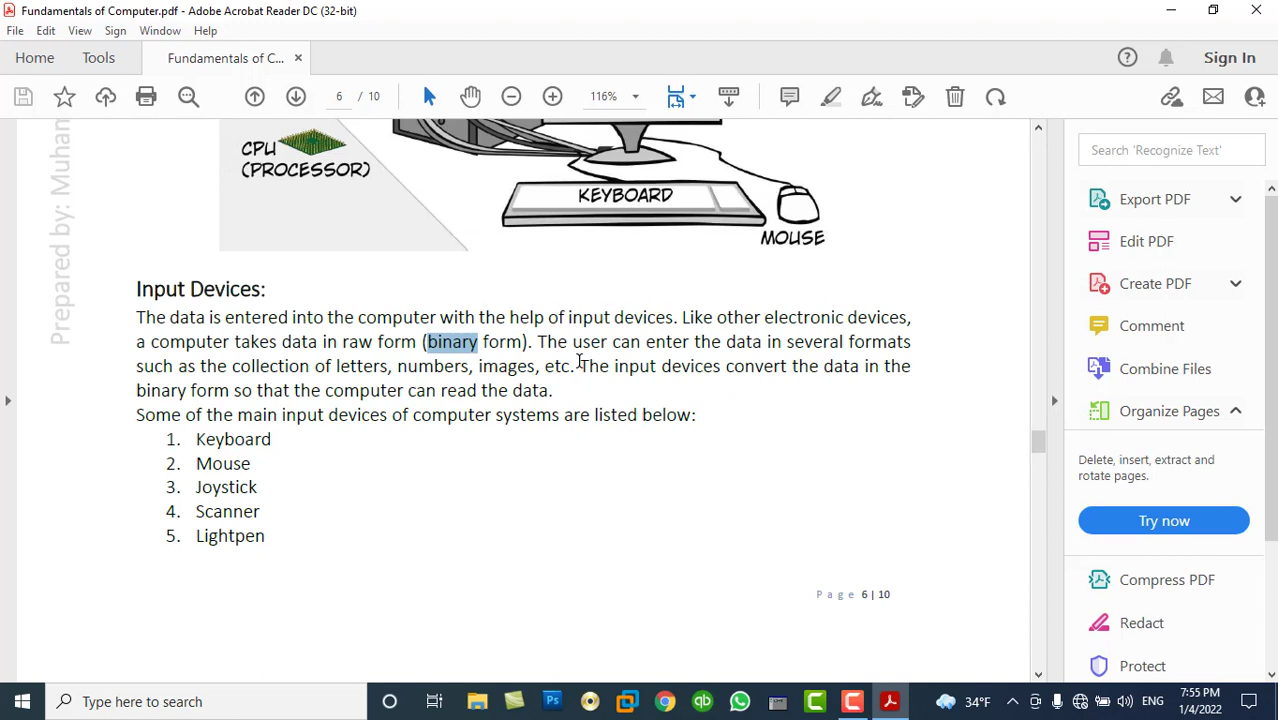 Fundamentals of Computer.pdf - Adobe Acrobat Reader DC (32-bit)
File Edit View Sign Window Help
Home Tools Fundamentals of C... ×
Sign In
6 / 10
116%
Prepared by: Muham
CPU
(PROCESSOR)
KEYBOARD
MOUSE
Input Devices:
The data is entered into the computer with the help of input devices. Like other electronic devices,
a computer takes data in raw form (binary form). The user can enter the data in several formats
such as the collection of letters, numbers, images, etc. The input devices convert the data in the
binary form so that the computer can read the data.
Some of the main input devices of computer systems are listed below:
1. Keyboard
2. Mouse
3. Joystick
4. Scanner
5. Lightpen
Page 6 | 10
Search 'Recognize Text'
Export PDF
Edit PDF
Create PDF
Comment
Combine Files
Organize Pages
Delete, insert, extract and
rotate pages.
Try now
Compress PDF
Redact
Protect
Type here to search
Ps
qb
34°F
ENG
7:55 PM
1/4/2022